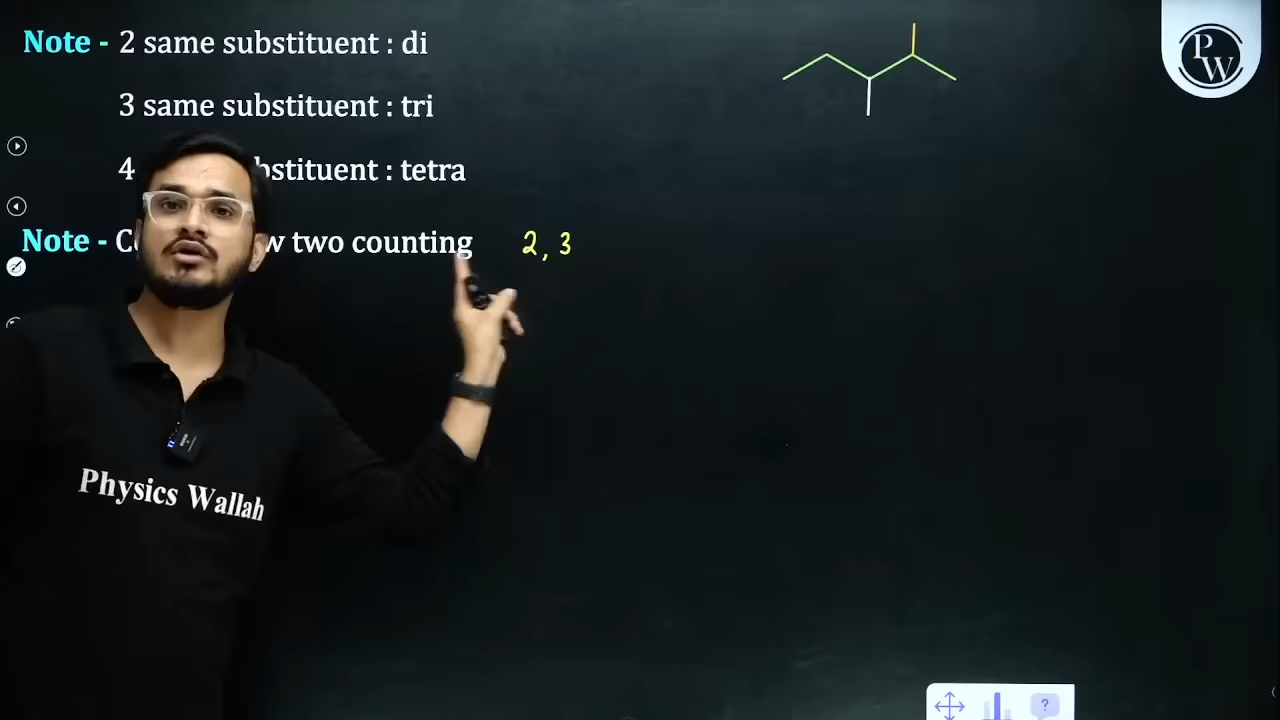 Note - 2 same substituent : di
3 same substituent : tri
4 substituent : tetra
Note - two counting 2, 3
Physics Wallah
PW
?